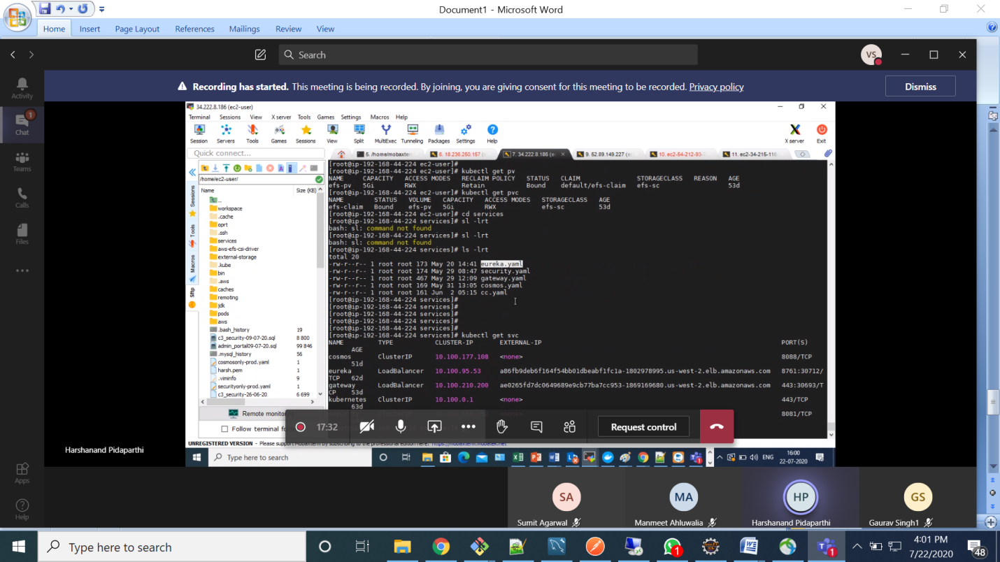 Document1 - Microsoft Word
Home Insert Page Layout References Mailings Review View
Search
VS
Recording has started. This meeting is being recorded. By joining, you are giving consent for this meeting to be recorded. Privacy policy
Dismiss
Activity
Chat
1
Teams
Calls
Files
Apps
Help
34.222.8.186 (ec2-user)
Terminal Sessions View X server Tools Games Settings Macros Help
Session Servers Tools Games Sessions View Split MultiExec Tunneling Packages Settings Help X server Exit
Quick connect...
5. /home/mobaxter 6. 18.236.250.167 ( 7. 34.222.8.186 (ec 9. 52.89.149.227 (ec 10. ec2-54-212-93- 11. ec2-34-215-116
/home/ec2-user/
Name Size (KB)
..
workspace
.cache
oprt
.ssh
services
aws-efs-csi-driver
external-storage
.kube
bin
.aws
caches
remoting
jdk
pods
aws
.bash_history 19
c3_security-09-07-20.sql 8 800
admin_portal09-07-20.sql 99 846
.mysql_history 56
cosmosonly-prod.yaml 1
harsh.pem 1
.viminfo 9
securityonly-prod.yaml 1
c3_security-26-06-20 6 699
Sessions
Tools
Macros
Sftp
Remote monitor
Follow terminal fo
[root@ip-192-168-44-224 ec2-user]#
[root@ip-192-168-44-224 ec2-user]# kubectl get pv
NAME CAPACITY ACCESS MODES RECLAIM POLICY STATUS CLAIM STORAGECLASS REASON AGE
efs-pv 5Gi RWX Retain Bound default/efs-claim efs-sc 53d
[root@ip-192-168-44-224 ec2-user]# kubectl get pvc
NAME STATUS VOLUME CAPACITY ACCESS MODES STORAGECLASS AGE
efs-claim Bound efs-pv 5Gi RWX efs-sc 53d
[root@ip-192-168-44-224 ec2-user]# cd services
[root@ip-192-168-44-224 services]# sl -lrt
bash: sl: command not found
[root@ip-192-168-44-224 services]# sl -lrt
bash: sl: command not found
[root@ip-192-168-44-224 services]# ls -lrt
total 20
-rw-r--r-- 1 root root 173 May 20 14:41 eureka.yaml
-rw-r--r-- 1 root root 174 May 29 08:47 security.yaml
-rw-r--r-- 1 root root 467 May 29 12:09 gateway.yaml
-rw-r--r-- 1 root root 169 May 31 13:05 cosmos.yaml
-rw-r--r-- 1 root root 161 Jun 2 05:15 cc.yaml
[root@ip-192-168-44-224 services]#
[root@ip-192-168-44-224 services]#
[root@ip-192-168-44-224 services]#
[root@ip-192-168-44-224 services]#
[root@ip-192-168-44-224 services]#
[root@ip-192-168-44-224 services]# kubectl get svc
NAME TYPE CLUSTER-IP EXTERNAL-IP PORT(S)
AGE
cosmos ClusterIP 10.100.177.108 <none> 8088/TCP
51d
eureka LoadBalancer 10.100.95.53 a86fb9deb6f164f54bb01dbeabf1fc1a-1802978995.us-west-2.elb.amazonaws.com 8761:30712/
TCP 62d
gateway LoadBalancer 10.100.210.200 ae0265fd7dc0649689e9cb77ba7cc953-1869169680.us-west-2.elb.amazonaws.com 443:30693/T
CP 53d
kubernetes ClusterIP 10.100.0.1 <none> 443/TCP
63d
8081/TCP
17:32
Request control
UNREGISTERED VERSION - Please support MobaXterm by subscribing to the professional edition here: https://mobaxterm.mobatek.net
Harshanand Pidaparthi
Type here to search
ENG
16:00
22-07-2020
SA
MA
HP
GS
Sumit Agarwal
Manmeet Ahluwalia
Harshanand Pidaparthi
Gaurav Singh1
Type here to search
1
1
4:01 PM
7/22/2020
48